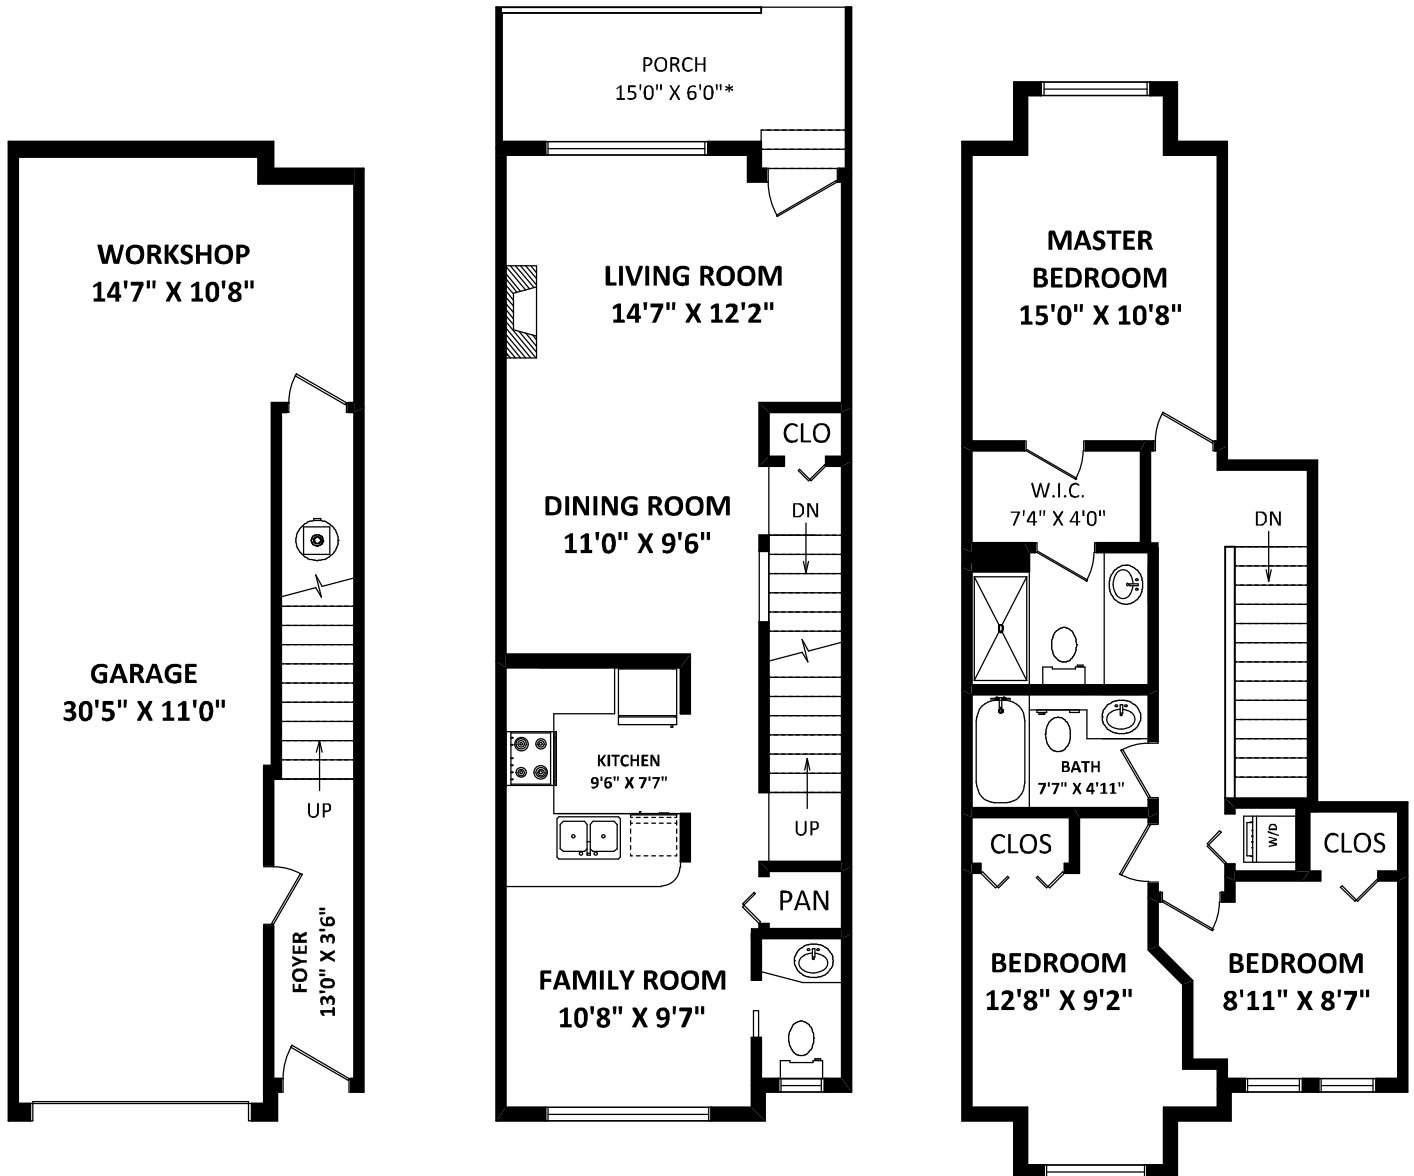 WORKSHOP
14'7" X 10'8"
GARAGE
30'5" X 11'0"
UP
FOYER
13'0" X 3'6"
PORCH
15'0" X 6'0"*
LIVING ROOM
14'7" X 12'2"
CLO
DINING ROOM
11'0" X 9'6"
DN
KITCHEN
9'6" X 7'7"
UP
PAN
FAMILY ROOM
10'8" X 9'7"
MASTER
BEDROOM
15'0" X 10'8"
W.I.C.
7'4" X 4'0"
DN
BATH
7'7" X 4'11"
CLOS
W/D
CLOS
BEDROOM
12'8" X 9'2"
BEDROOM
8'11" X 8'7"